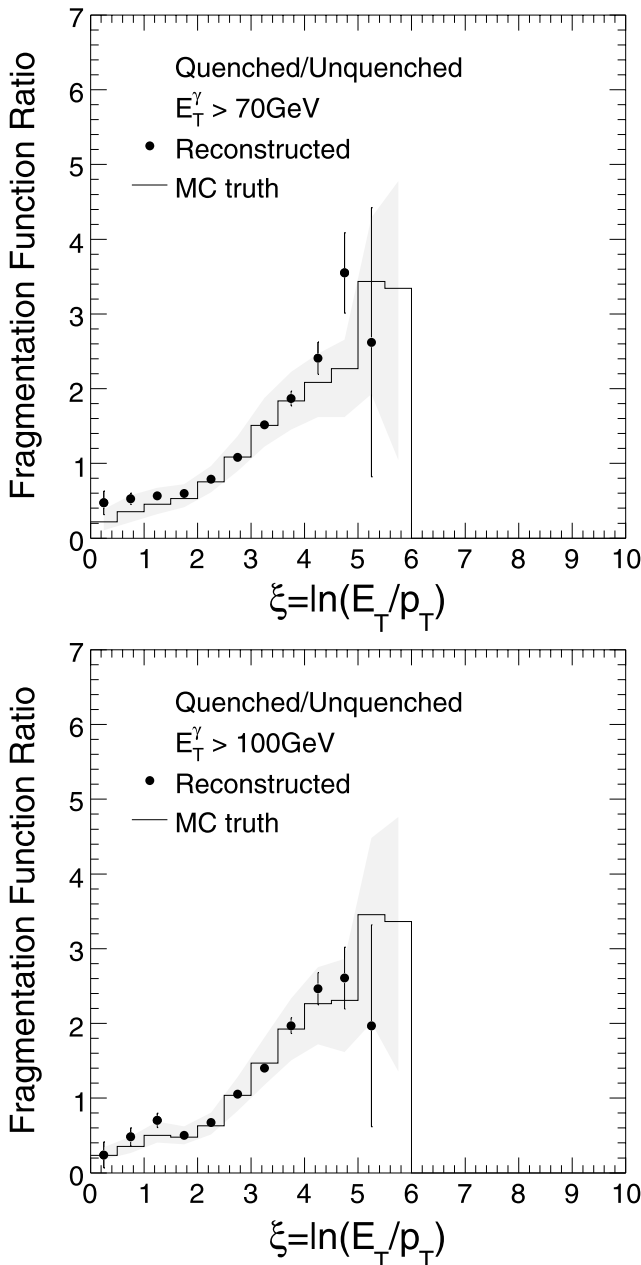 Fragmentation Function Ratio
7
6
5
4
3
2
1
0
Quenched/Unquenched
E_T^γ > 70GeV
Reconstructed
MC truth
0 1 2 3 4 5 6 7 8 9 10
ξ=ln(E_T/p_T)
Fragmentation Function Ratio
7
6
5
4
3
2
1
0
Quenched/Unquenched
E_T^γ > 100GeV
Reconstructed
MC truth
0 1 2 3 4 5 6 7 8 9 10
ξ=ln(E_T/p_T)